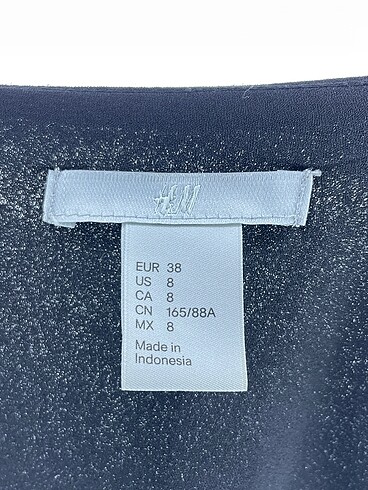 H&M
EUR 38
US 8
CA 8
CN 165/88A
MX 8
Made in
Indonesia